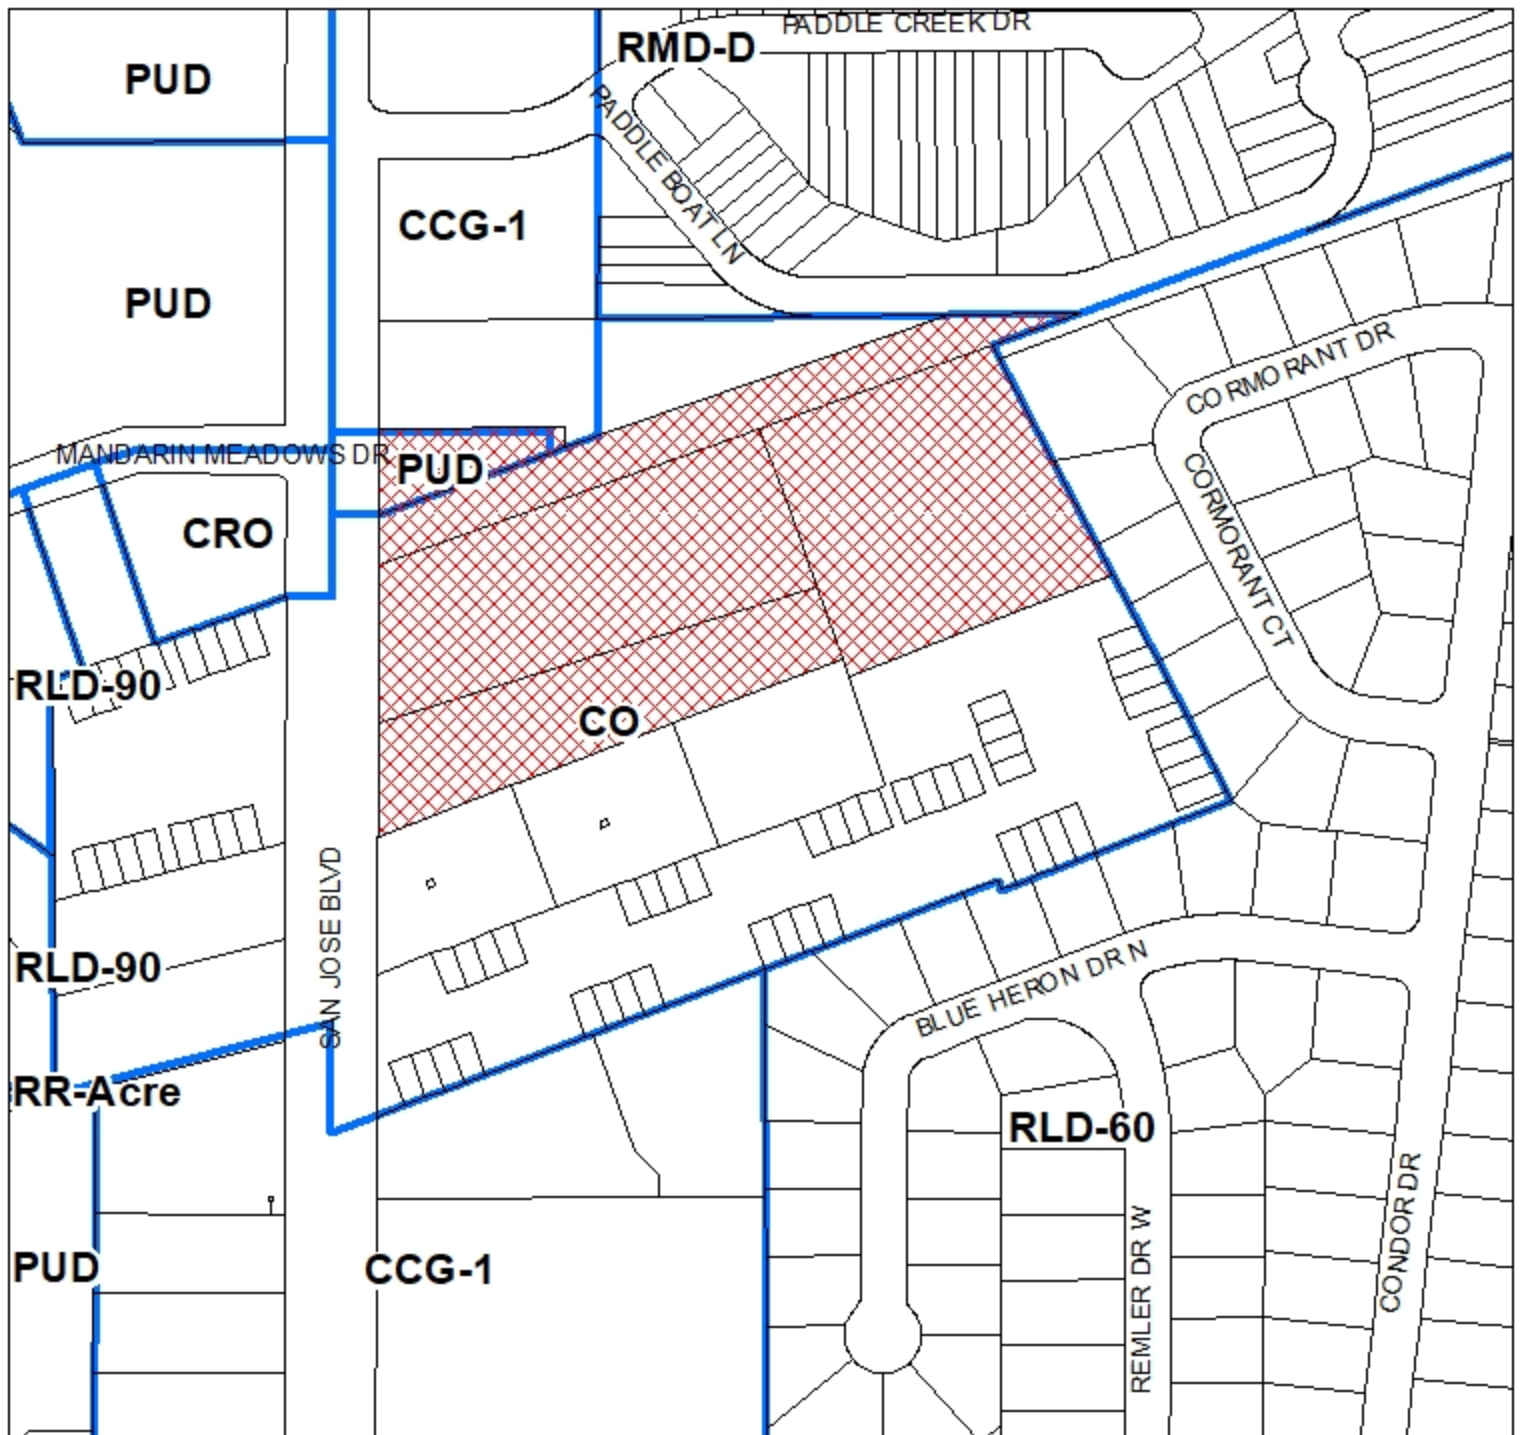 PADDLE CREEK DR
RMD-D
PUD
PADDLE BOAT LN
CCG-1
PUD
CORMORANT DR
MANDARIN MEADOWS DR
PUD
CRO
CORMORANT CT
RLD-90
CO
SAN JOSE BLVD
RLD-90
BLUE HERON DR N
RR-Acre
RLD-60
CONDOR DR
REMLER DR W
PUD
CCG-1